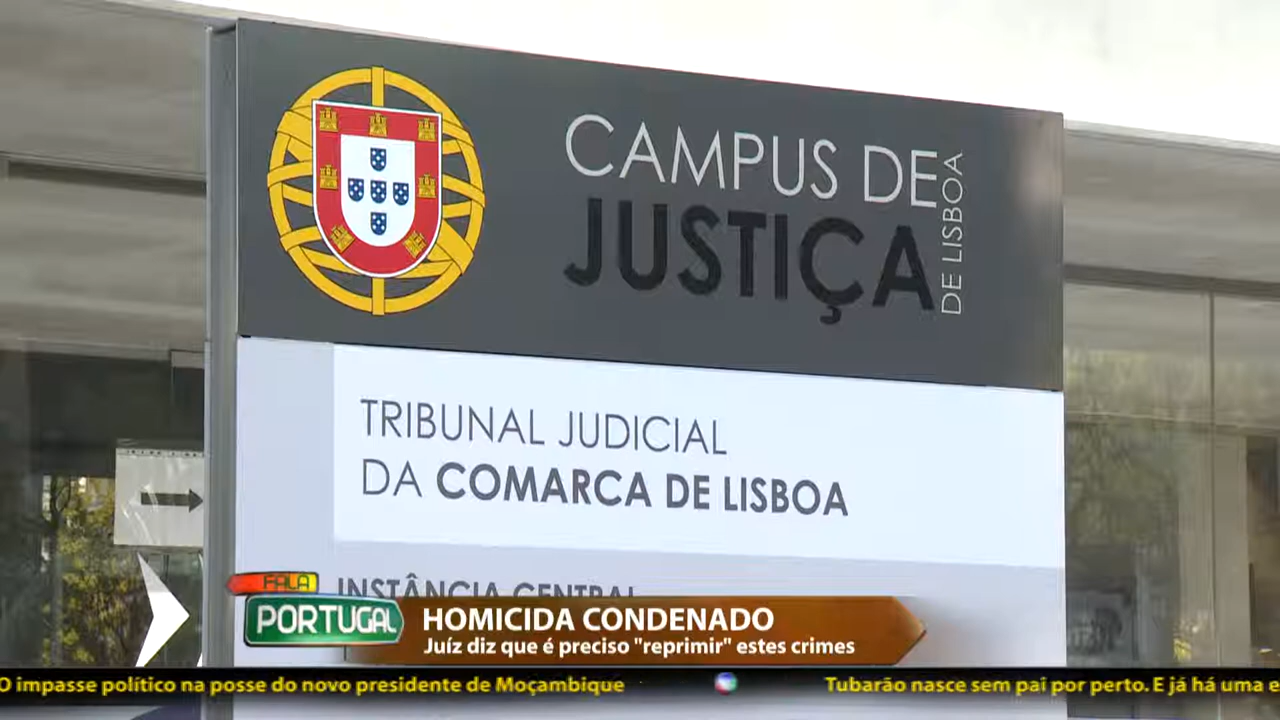 CAMPUS DE
JUSTIÇA
DE LISBOA
TRIBUNAL JUDICIAL
DA COMARCA DE LISBOA
INSTÂNCIA CENTRAL
FALA
PORTUGAL
HOMICIDA CONDENADO
Juíz diz que é preciso "reprimir" estes crimes
O impasse político na posse do novo presidente de Moçambique
Tubarão nasce sem pai por perto. E já há uma e